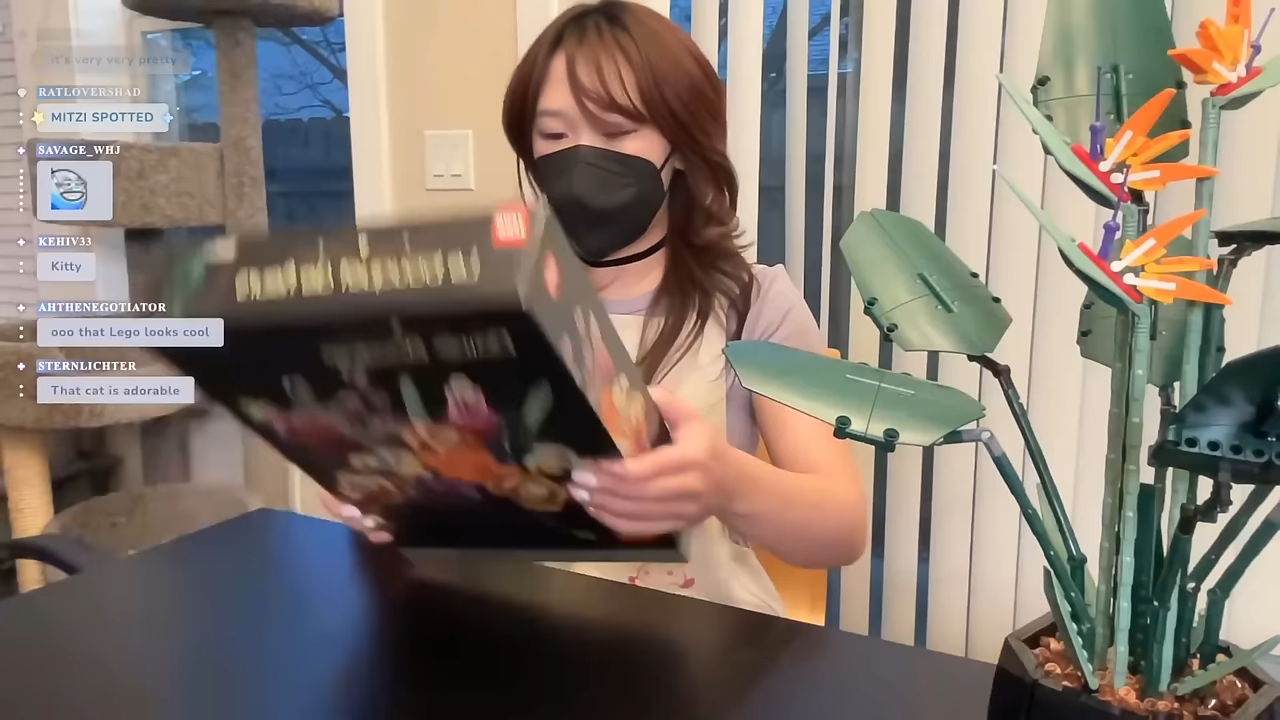 it's very very pretty
RATLOVERSHAD
MITZI SPOTTED
SAVAGE_WHJ
KEHIV33
Kitty
AHTHENEGOTIATOR
ooo that Lego looks cool
STERNLICHTER
That cat is adorable